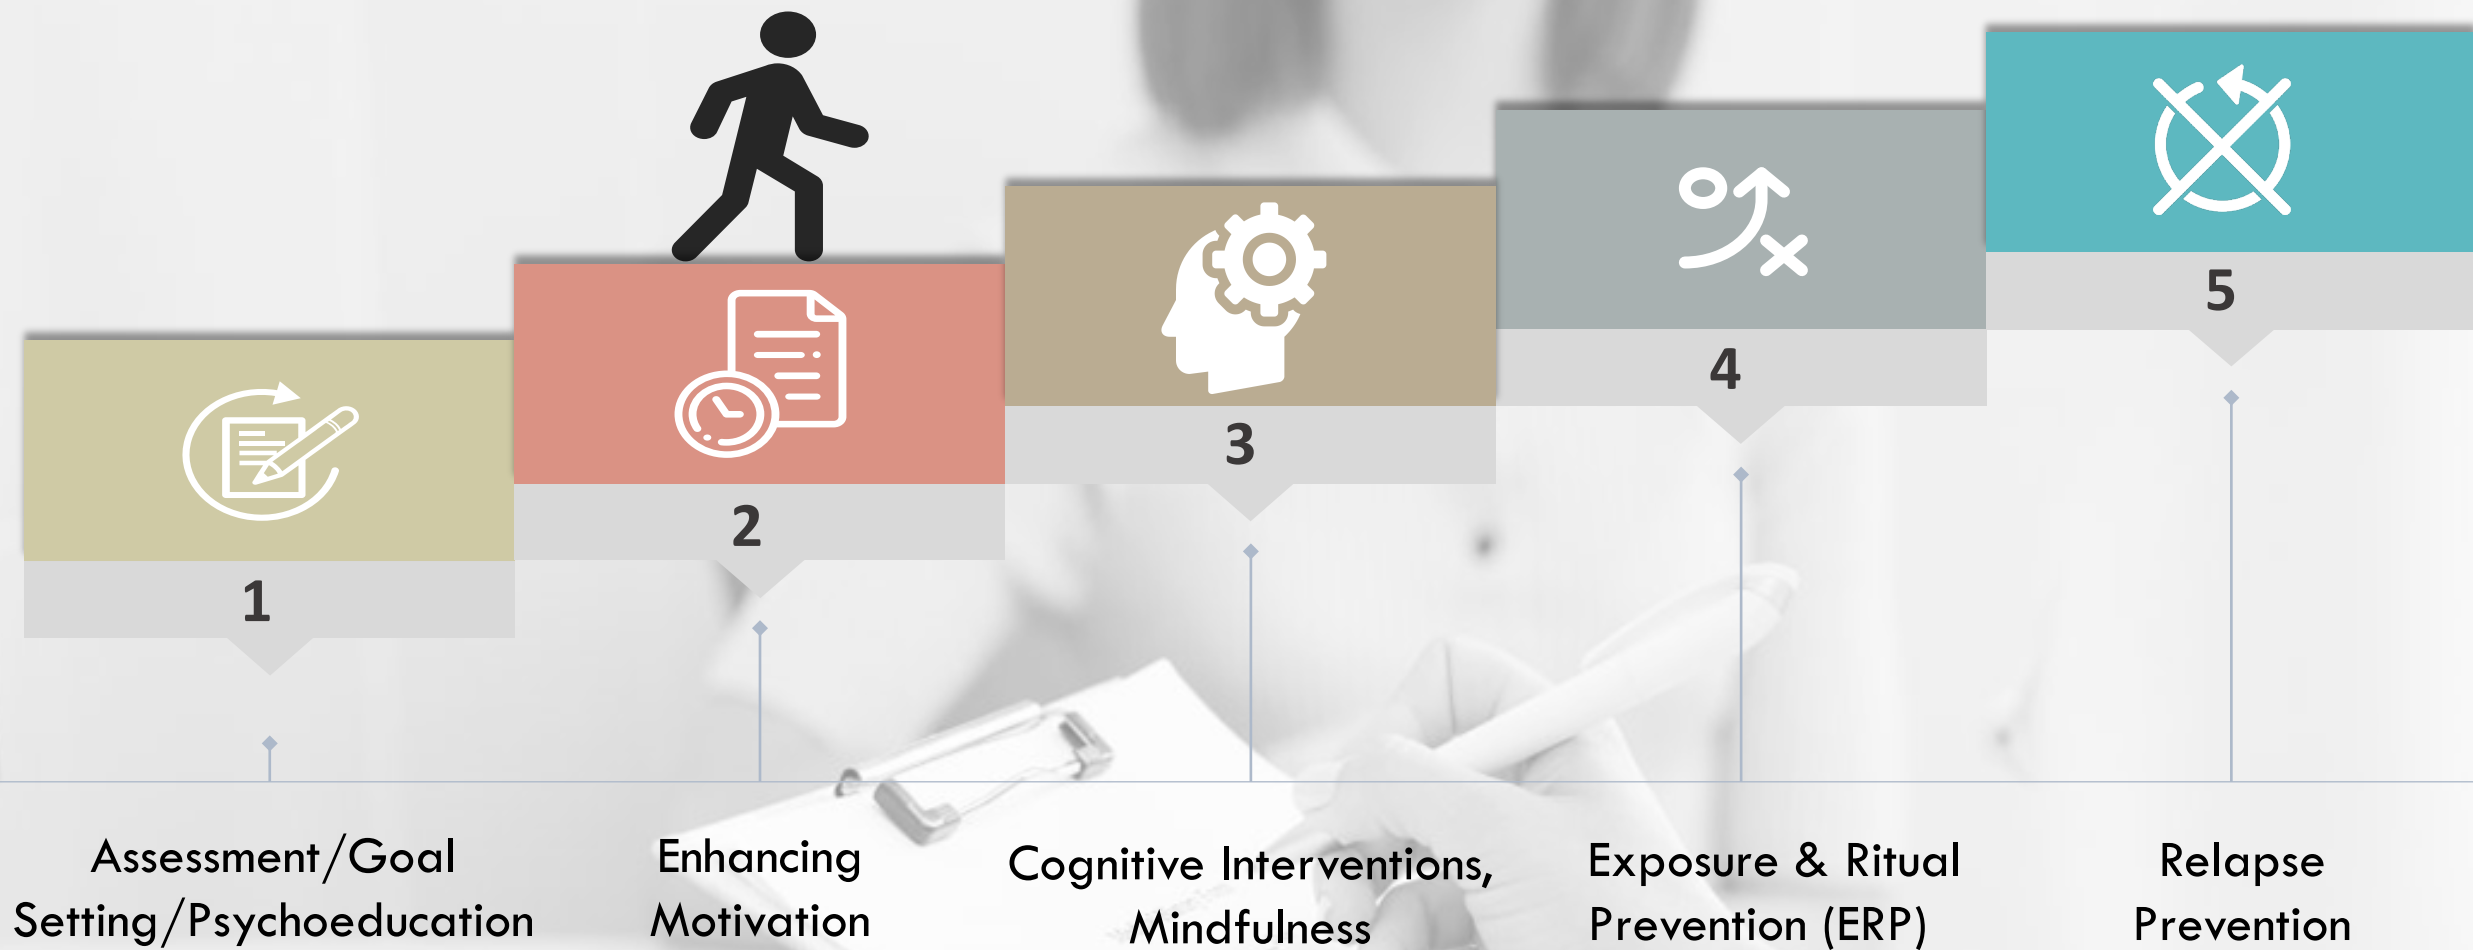 1
2
3
4
5
Assessment/Goal
Setting/Psychoeducation
Enhancing
Motivation
Cognitive Interventions,
Mindfulness
Exposure & Ritual
Prevention (ERP)
Relapse
Prevention